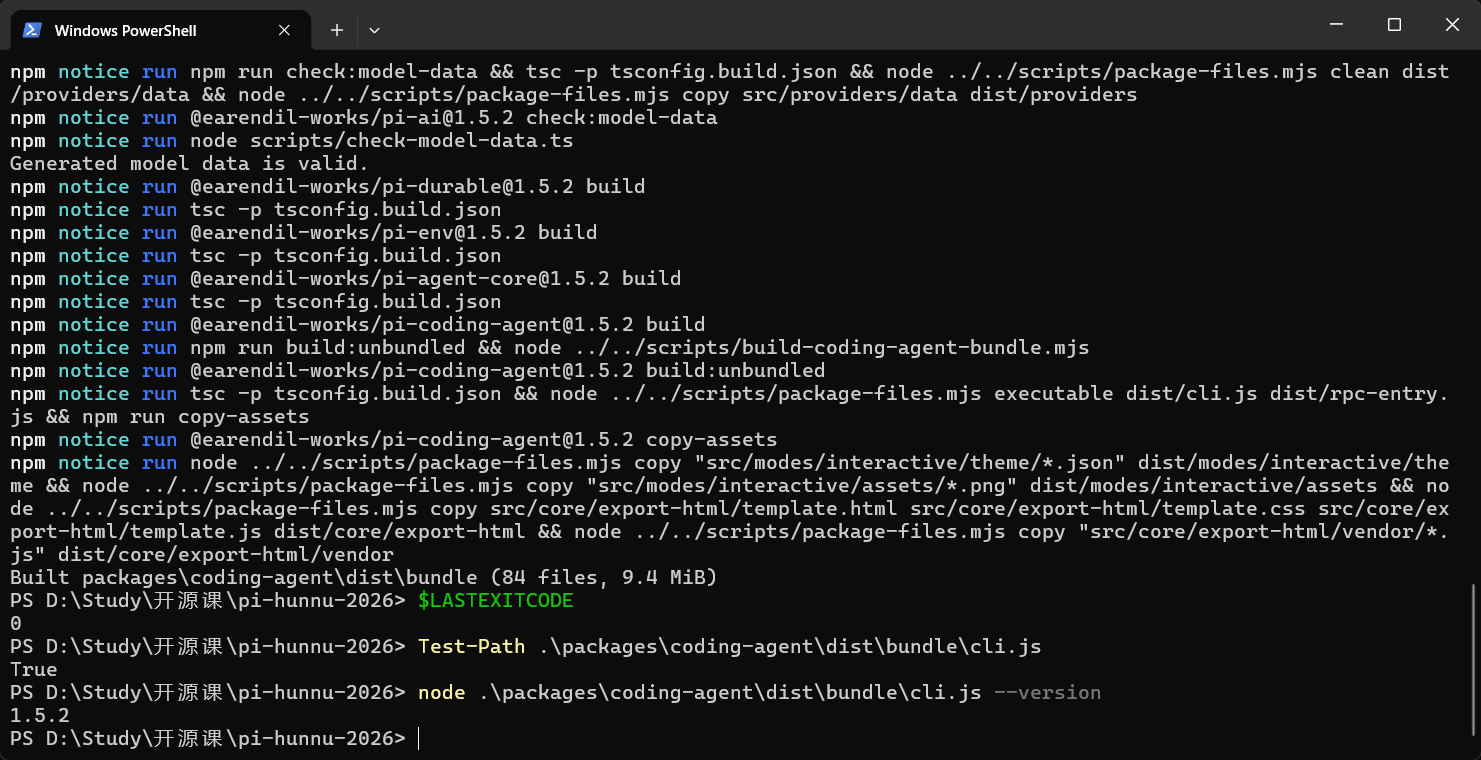 Windows PowerShell
npm notice run npm run check:model-data && tsc -p tsconfig.build.json && node ../../scripts/package-files.mjs clean dist
/providers/data && node ../../scripts/package-files.mjs copy src/providers/data dist/providers
npm notice run @earendil-works/pi-ai@1.5.2 check:model-data
npm notice run node scripts/check-model-data.ts
Generated model data is valid.
npm notice run @earendil-works/pi-durable@1.5.2 build
npm notice run tsc -p tsconfig.build.json
npm notice run @earendil-works/pi-env@1.5.2 build
npm notice run tsc -p tsconfig.build.json
npm notice run @earendil-works/pi-agent-core@1.5.2 build
npm notice run tsc -p tsconfig.build.json
npm notice run @earendil-works/pi-coding-agent@1.5.2 build
npm notice run npm run build:unbundled && node ../../scripts/build-coding-agent-bundle.mjs
npm notice run @earendil-works/pi-coding-agent@1.5.2 build:unbundled
npm notice run tsc -p tsconfig.build.json && node ../../scripts/package-files.mjs executable dist/cli.js dist/rpc-entry.
js && npm run copy-assets
npm notice run @earendil-works/pi-coding-agent@1.5.2 copy-assets
npm notice run node ../../scripts/package-files.mjs copy "src/modes/interactive/theme/*.json" dist/modes/interactive/the
me && node ../../scripts/package-files.mjs copy "src/modes/interactive/assets/*.png" dist/modes/interactive/assets && no
de ../../scripts/package-files.mjs copy src/core/export-html/template.html src/core/export-html/template.css src/core/ex
port-html/template.js dist/core/export-html && node ../../scripts/package-files.mjs copy "src/core/export-html/vendor/*.
js" dist/core/export-html/vendor
Built packages\coding-agent\dist\bundle (84 files, 9.4 MiB)
PS D:\Study\开源课\pi-hunnu-2026> $LASTEXITCODE
0
PS D:\Study\开源课\pi-hunnu-2026> Test-Path .\packages\coding-agent\dist\bundle\cli.js
True
PS D:\Study\开源课\pi-hunnu-2026> node .\packages\coding-agent\dist\bundle\cli.js --version
1.5.2
PS D:\Study\开源课\pi-hunnu-2026>